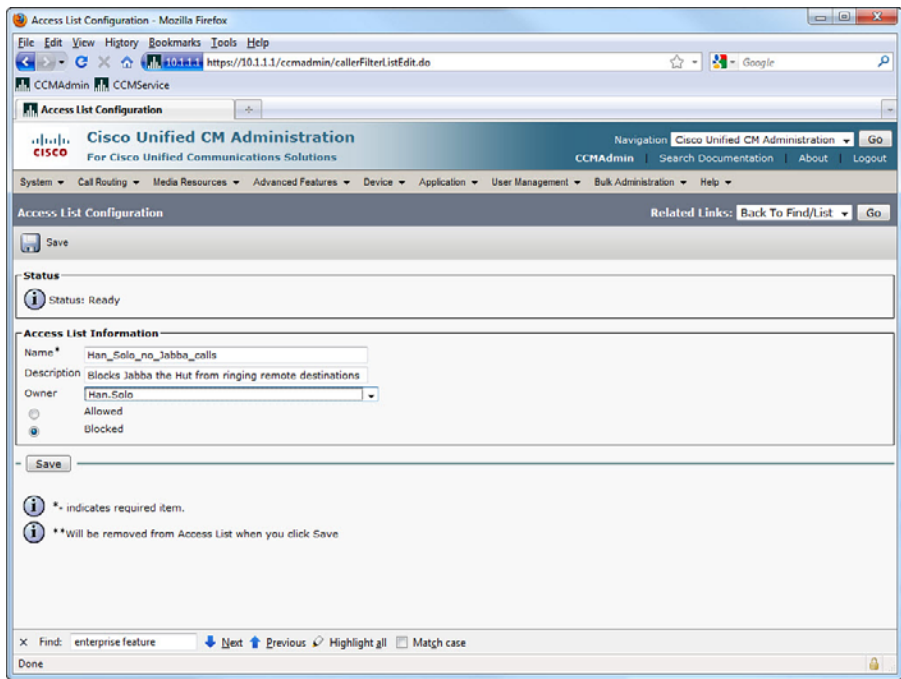 Access List Configuration - Mozilla Firefox
File Edit View History Bookmarks Tools Help
10.1.1.1 https://10.1.1.1/ccmadmin/callerFilterListEdit.do Google
CCMAdmin CCMService
Access List Configuration
cisco Cisco Unified CM Administration Navigation Cisco Unified CM Administration Go
For Cisco Unified Communications Solutions CCMAdmin | Search Documentation | About | Logout
System Call Routing Media Resources Advanced Features Device Application User Management Bulk Administration Help
Access List Configuration Related Links: Back To Find/List Go
Save
Status
Status: Ready
Access List Information
Name* Han_Solo_no_Jabba_calls
Description Blocks Jabba the Hut from ringing remote destinations
Owner Han.Solo
Allowed
Blocked
Save
*- indicates required item.
**Will be removed from Access List when you click Save
× Find: enterprise feature Next Previous Highlight all Match case
Done